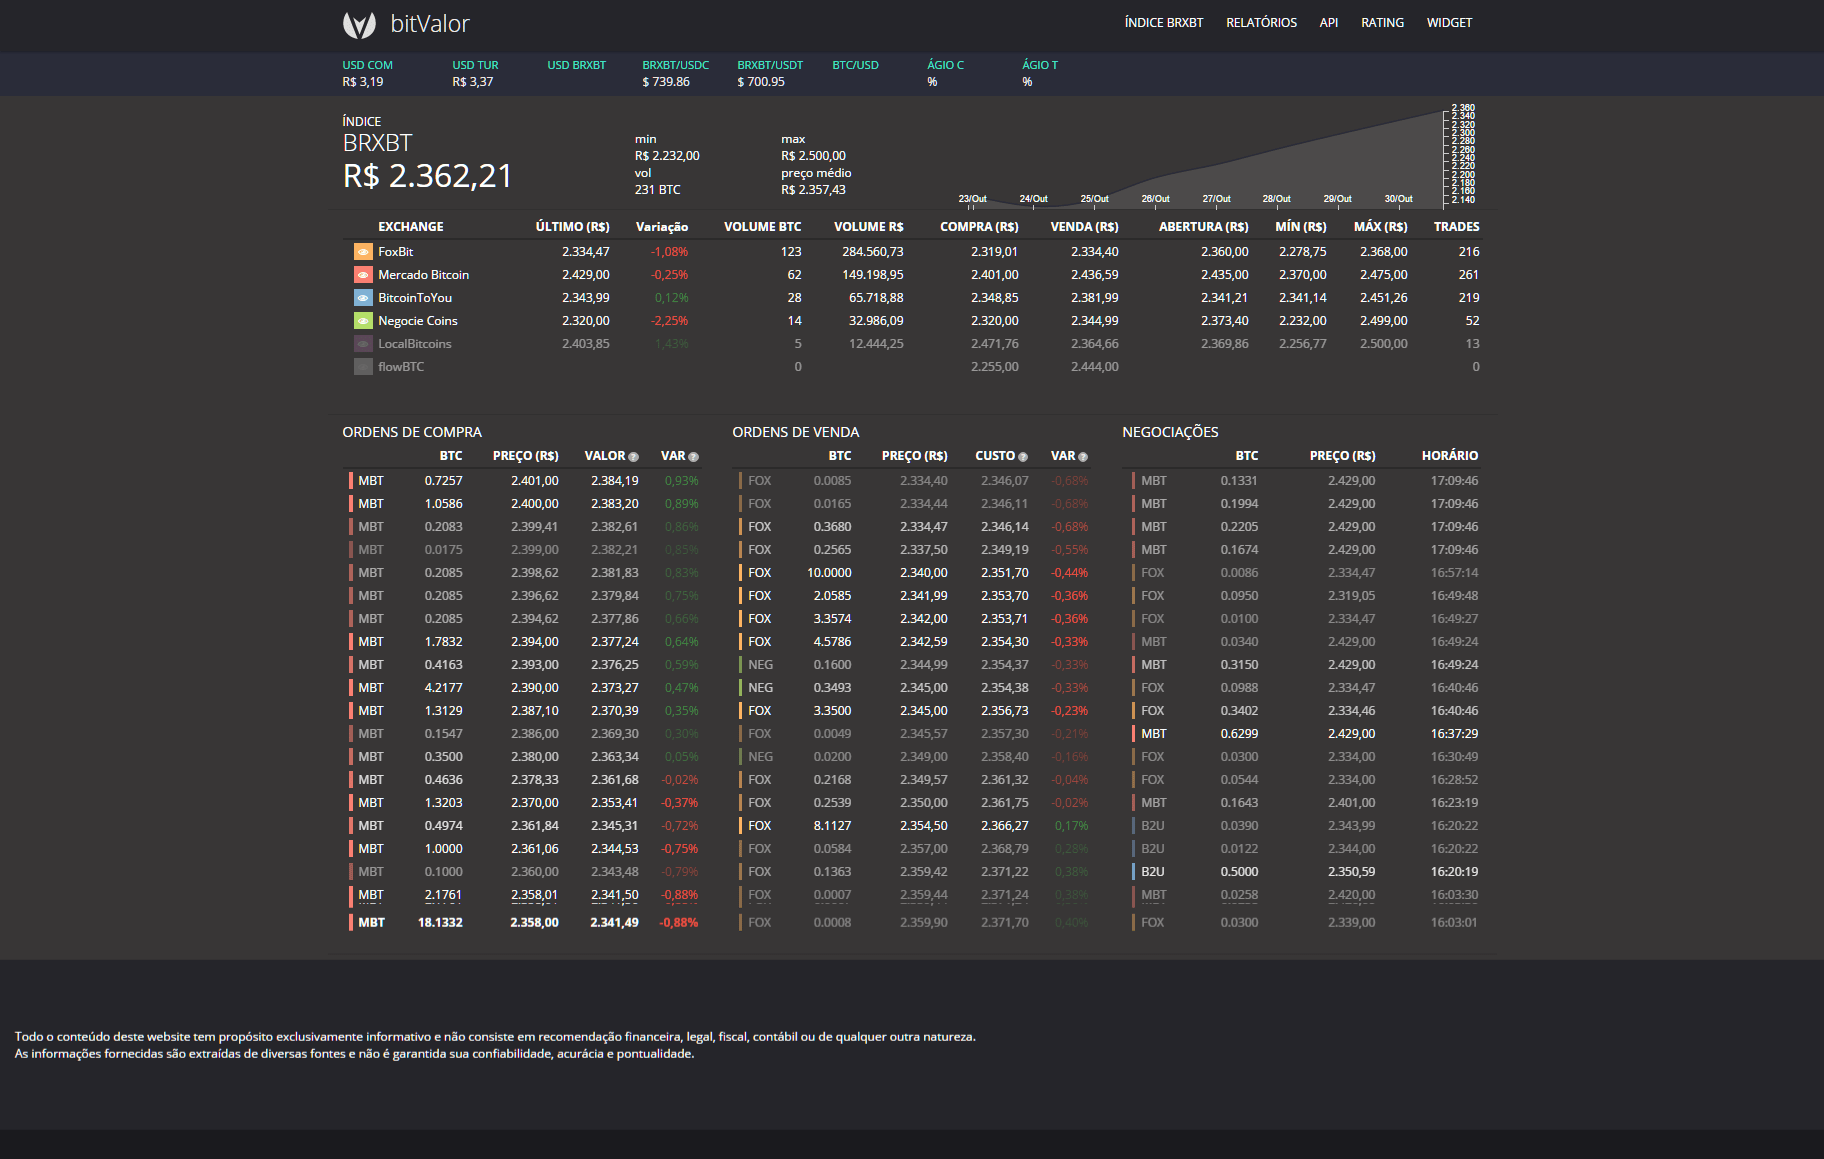 bitValor
ÍNDICE BRXBT RELATÓRIOS API RATING WIDGET
USD COM USD TUR USD BRXBT BRXBT/USDC BRXBT/USDT BTC/USD ÁGIO C ÁGIO T
R$ 3,19 R$ 3,37 $ 739.86 $ 700.95 % %
ÍNDICE
BRXBT
R$ 2.362,21
min max
R$ 2.232,00 R$ 2.500,00
vol preço médio
231 BTC R$ 2.357,43
2.360
2.340
2.320
2.300
2.280
2.260
2.240
2.220
2.200
2.180
2.160
2.140
23/Out 24/Out 25/Out 26/Out 27/Out 28/Out 29/Out 30/Out
EXCHANGE ÚLTIMO (R$) Variação VOLUME BTC VOLUME R$ COMPRA (R$) VENDA (R$) ABERTURA (R$) MÍN (R$) MÁX (R$) TRADES
FoxBit 2.334,47 -1,08% 123 284.560,73 2.319,01 2.334,40 2.360,00 2.278,75 2.368,00 216
Mercado Bitcoin 2.429,00 -0,25% 62 149.198,95 2.401,00 2.436,59 2.435,00 2.370,00 2.475,00 261
BitcoinToYou 2.343,99 0,12% 28 65.718,88 2.348,85 2.381,99 2.341,21 2.341,14 2.451,26 219
Negocie Coins 2.320,00 -2,25% 14 32.986,09 2.320,00 2.344,99 2.373,40 2.232,00 2.499,00 52
LocalBitcoins 2.403,85 1,43% 5 12.444,25 2.471,76 2.364,66 2.369,86 2.256,77 2.500,00 13
flowBTC 0 2.255,00 2.444,00 0
ORDENS DE COMPRA
BTC PREÇO (R$) VALOR ? VAR ?
MBT 0.7257 2.401,00 2.384,19 0,93%
MBT 1.0586 2.400,00 2.383,20 0,89%
MBT 0.2083 2.399,41 2.382,61 0,86%
MBT 0.0175 2.399,00 2.382,21 0,85%
MBT 0.2085 2.398,62 2.381,83 0,83%
MBT 0.2085 2.396,62 2.379,84 0,75%
MBT 0.2085 2.394,62 2.377,86 0,66%
MBT 1.7832 2.394,00 2.377,24 0,64%
MBT 0.4163 2.393,00 2.376,25 0,59%
MBT 4.2177 2.390,00 2.373,27 0,47%
MBT 1.3129 2.387,10 2.370,39 0,35%
MBT 0.1547 2.386,00 2.369,30 0,30%
MBT 0.3500 2.380,00 2.363,34 0,05%
MBT 0.4636 2.378,33 2.361,68 -0,02%
MBT 1.3203 2.370,00 2.353,41 -0,37%
MBT 0.4974 2.361,84 2.345,31 -0,72%
MBT 1.0000 2.361,06 2.344,53 -0,75%
MBT 0.1000 2.360,00 2.343,48 -0,79%
MBT 2.1761 2.358,01 2.341,50 -0,88%
MBT 18.1332 2.358,00 2.341,49 -0,88%
ORDENS DE VENDA
BTC PREÇO (R$) CUSTO ? VAR ?
FOX 0.0085 2.334,40 2.346,07 -0,68%
FOX 0.0165 2.334,44 2.346,11 -0,68%
FOX 0.3680 2.334,47 2.346,14 -0,68%
FOX 0.2565 2.337,50 2.349,19 -0,55%
FOX 10.0000 2.340,00 2.351,70 -0,44%
FOX 2.0585 2.341,99 2.353,70 -0,36%
FOX 3.3574 2.342,00 2.353,71 -0,36%
FOX 4.5786 2.342,59 2.354,30 -0,33%
NEG 0.1600 2.344,99 2.354,37 -0,33%
NEG 0.3493 2.345,00 2.354,38 -0,33%
FOX 3.3500 2.345,00 2.356,73 -0,23%
FOX 0.0049 2.345,57 2.357,30 -0,21%
NEG 0.0200 2.349,00 2.358,40 -0,16%
FOX 0.2168 2.349,57 2.361,32 -0,04%
FOX 0.2539 2.350,00 2.361,75 -0,02%
FOX 8.1127 2.354,50 2.366,27 0,17%
FOX 0.0584 2.357,00 2.368,79 0,28%
FOX 0.1363 2.359,42 2.371,22 0,38%
FOX 0.0007 2.359,44 2.371,24 0,38%
FOX 0.0008 2.359,90 2.371,70 0,40%
NEGOCIAÇÕES
BTC PREÇO (R$) HORÁRIO
MBT 0.1331 2.429,00 17:09:46
MBT 0.1994 2.429,00 17:09:46
MBT 0.2205 2.429,00 17:09:46
MBT 0.1674 2.429,00 17:09:46
FOX 0.0086 2.334,47 16:57:14
FOX 0.0950 2.319,05 16:49:48
FOX 0.0100 2.334,47 16:49:27
MBT 0.0340 2.429,00 16:49:24
MBT 0.3150 2.429,00 16:49:24
FOX 0.0988 2.334,47 16:40:46
FOX 0.3402 2.334,46 16:40:46
MBT 0.6299 2.429,00 16:37:29
FOX 0.0300 2.334,00 16:30:49
FOX 0.0544 2.334,00 16:28:52
MBT 0.1643 2.401,00 16:23:19
B2U 0.0390 2.343,99 16:20:22
B2U 0.0122 2.344,00 16:20:22
B2U 0.5000 2.350,59 16:20:19
MBT 0.0258 2.420,00 16:03:30
FOX 0.0300 2.339,00 16:03:01
Todo o conteúdo deste website tem propósito exclusivamente informativo e não consiste em recomendação financeira, legal, fiscal, contábil ou de qualquer outra natureza.
As informações fornecidas são extraídas de diversas fontes e não é garantida sua confiabilidade, acurácia e pontualidade.